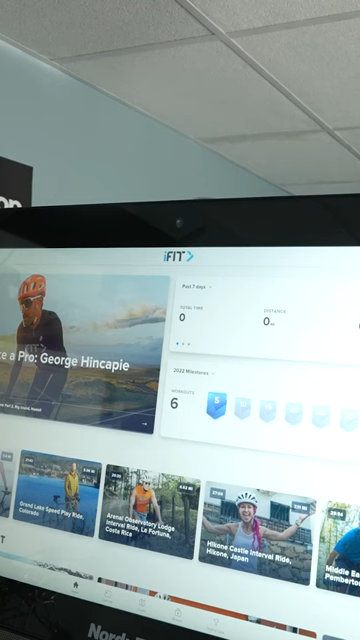 iFIT
Past 7 days
TOTAL TIME
DISTANCE
0
0
e a Pro: George Hincapie
2022 Milestones
WORKOUTS
6
5
Grand Lake Speed Play Ride,
Colorado
Arenal Observatory Lodge
Interval Ride, La Fortuna,
Costa Rica
Hikone Castle Interval Ride,
Hikone, Japan
Middle Ea
Pemberto
Nord